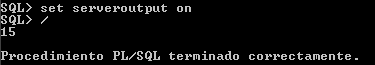 SQL> set serveroutput on
SQL> /
15
Procedimiento PL/SQL terminado correctamente.